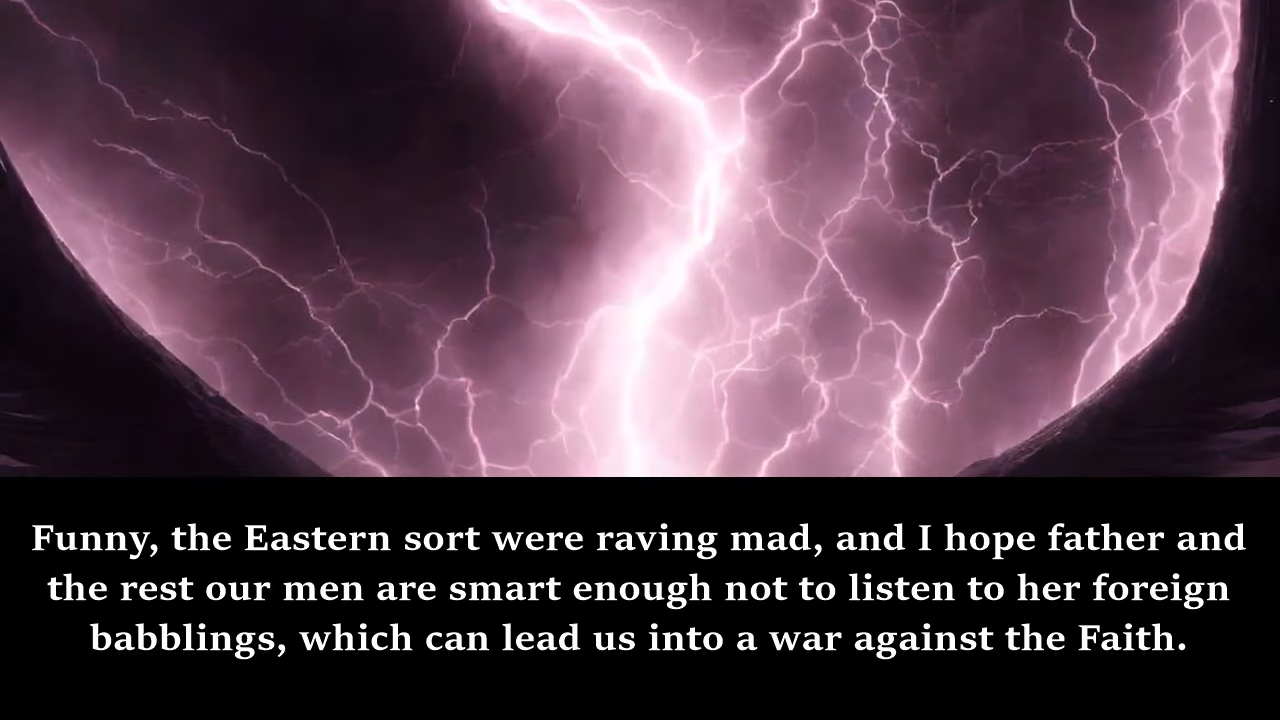 Funny, the Eastern sort were raving mad, and I hope father and
the rest our men are smart enough not to listen to her foreign
babblings, which can lead us into a war against the Faith.